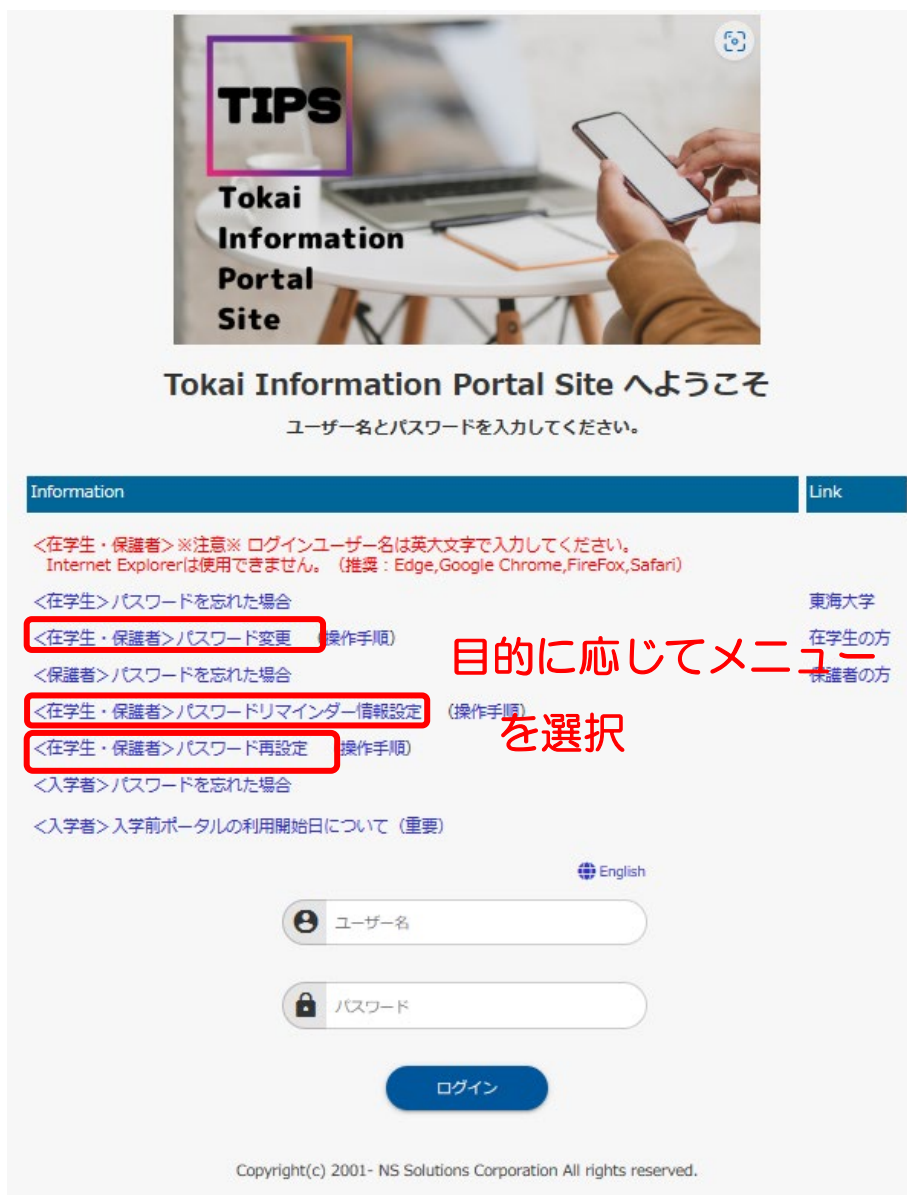 TIPS
Tokai
Information
Portal
Site
Tokai Information Portal Site へようこそ
ユーザー名とパスワードを入力してください。
Information
Link
<在学生・保護者>※注意※ ログインユーザー名は英大文字で入力してください。
Internet Explorerは使用できません。（推奨：Edge,Google Chrome,FireFox,Safari）
<在学生>パスワードを忘れた場合
東海大学
<在学生・保護者>パスワード変更 （操作手順）
在学生の方
<保護者>パスワードを忘れた場合
保護者の方
目的に応じてメニュー
を選択
<在学生・保護者>パスワードリマインダー情報設定 （操作手順）
<在学生・保護者>パスワード再設定 （操作手順）
<入学者>パスワードを忘れた場合
<入学者>入学前ポータルの利用開始日について（重要）
English
ユーザー名
パスワード
ログイン
Copyright(c) 2001- NS Solutions Corporation All rights reserved.